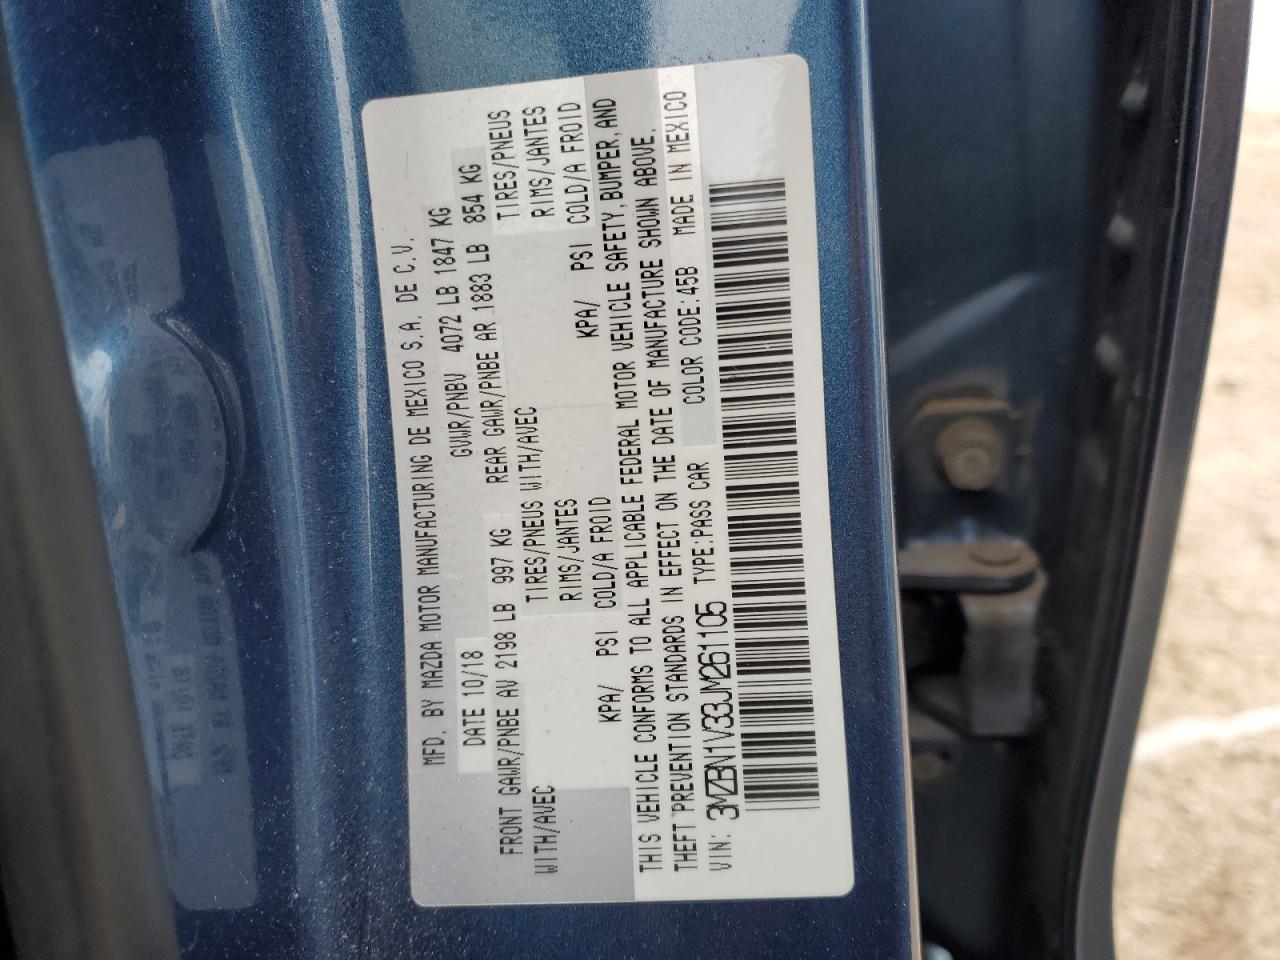 MFD. BY MAZDA MOTOR MANUFACTURING DE MEXICO S.A. DE C.V.
DATE 10/18 GVWR/PNBV 4072 LB 1847 KG
FRONT GAWR/PNBE AV 2198 LB 997 KG REAR GAWR/PNBE AR 1883 LB 854 KG
WITH/AVEC TIRES/PNEUS WITH/AVEC TIRES/PNEUS
RIMS/JANTES RIMS/JANTES
KPA/ PSI COLD/A FROID KPA/ PSI COLD/A FROID
THIS VEHICLE CONFORMS TO ALL APPLICABLE FEDERAL MOTOR VEHICLE SAFETY, BUMPER, AND
THEFT PREVENTION STANDARDS IN EFFECT ON THE DATE OF MANUFACTURE SHOWN ABOVE.
VIN: 3MZBN1V33JM261105 TYPE:PASS CAR COLOR CODE:45B MADE IN MEXICO